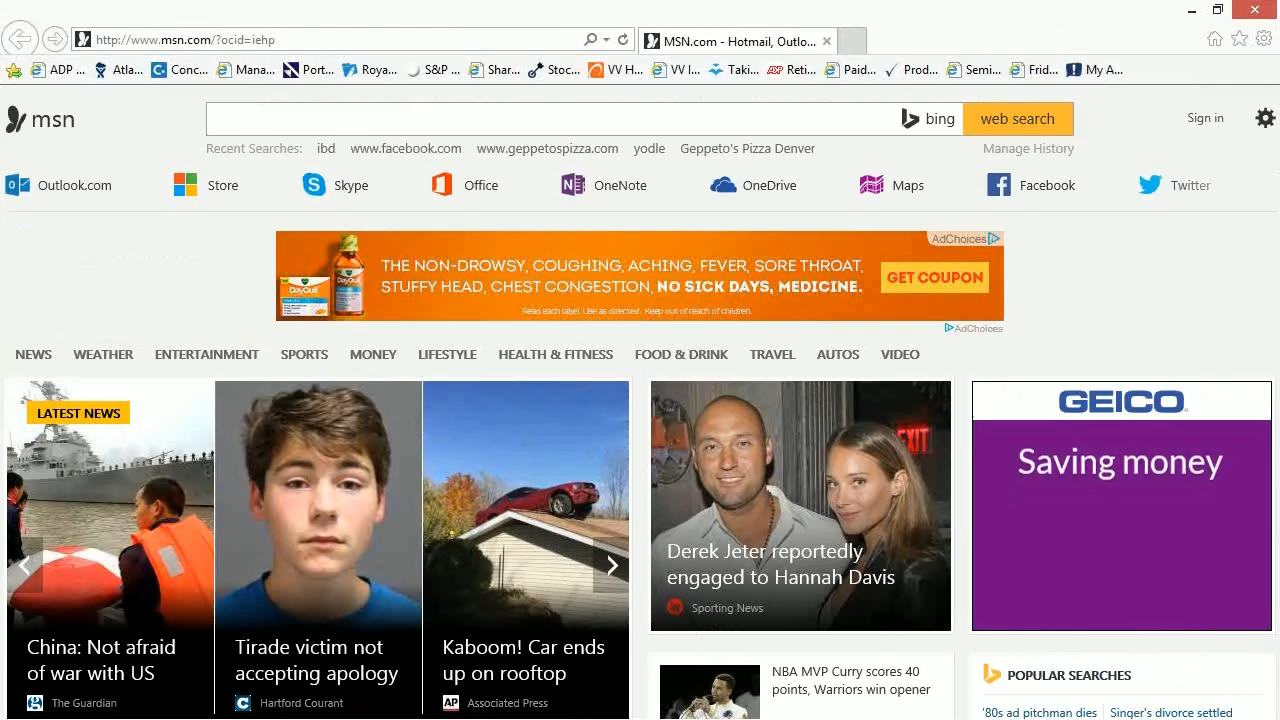 http://www.msn.com/?ocid=iehp
MSN.com - Hotmail, Outlo...
ADP ...
Atla...
Conc...
Mana...
Port...
Roya...
S&P ...
Shar...
Stoc...
VV H...
VV I...
Taki...
Reti...
Paid...
Prod...
Semi...
Frid...
My A...
msn
bing
web search
Sign in
Recent Searches:
ibd
www.facebook.com
www.geppetospizza.com
yodle
Geppeto's Pizza Denver
Manage History
Outlook.com
Store
Skype
Office
OneNote
OneDrive
Maps
Facebook
Twitter
AdChoices
DayQuil
THE NON-DROWSY, COUGHING, ACHING, FEVER, SORE THROAT,
STUFFY HEAD, CHEST CONGESTION, NO SICK DAYS, MEDICINE.
GET COUPON
Read each label. Use as directed. Keep out of reach of children.
AdChoices
NEWS
WEATHER
ENTERTAINMENT
SPORTS
MONEY
LIFESTYLE
HEALTH & FITNESS
FOOD & DRINK
TRAVEL
AUTOS
VIDEO
LATEST NEWS
China: Not afraid
of war with US
The Guardian
Tirade victim not
accepting apology
Hartford Courant
Kaboom! Car ends
up on rooftop
AP
Associated Press
EXIT
Derek Jeter reportedly
engaged to Hannah Davis
Sporting News
GEICO
Saving money
NBA MVP Curry scores 40
points, Warriors win opener
POPULAR SEARCHES
'80s ad pitchman dies
Singer's divorce settled